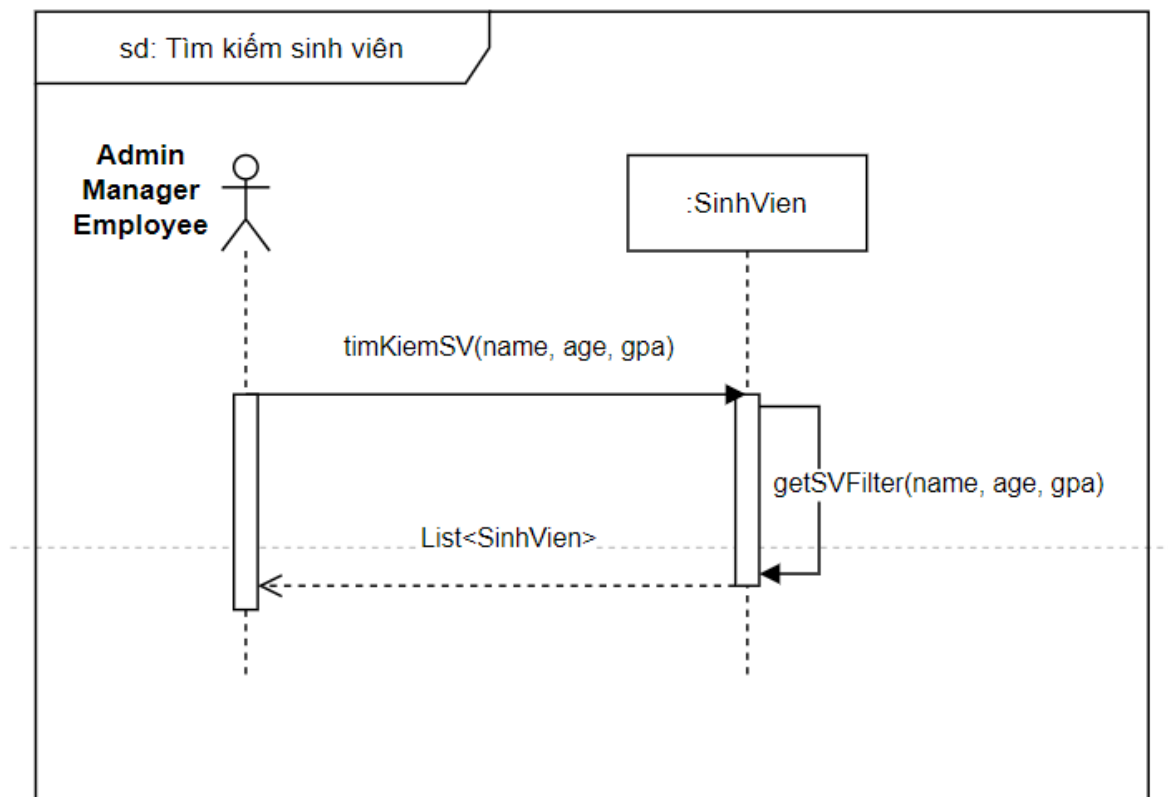 sd: Tìm kiếm sinh viên
Admin
Manager
Employee
:SinhVien
timKiemSV(name, age, gpa)
getSVFilter(name, age, gpa)
List<SinhVien>